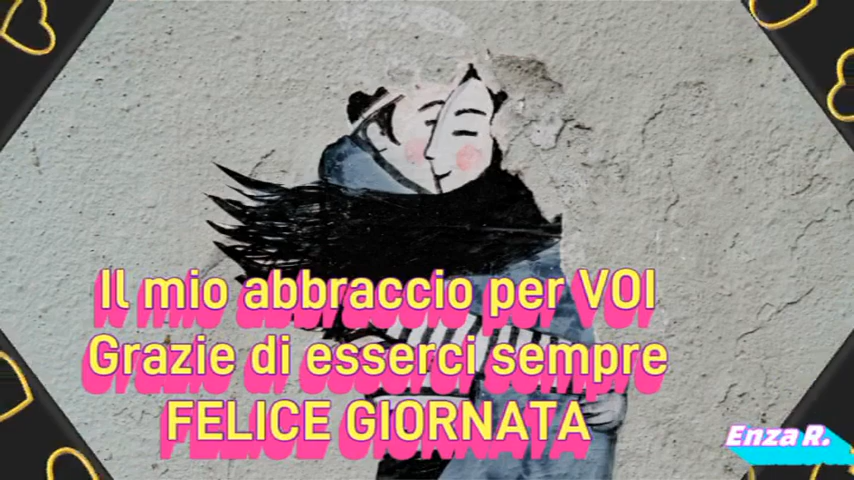 Il mio abbraccio per VOI
Grazie di esserci sempre
FELICE GIORNATA
Enza R.